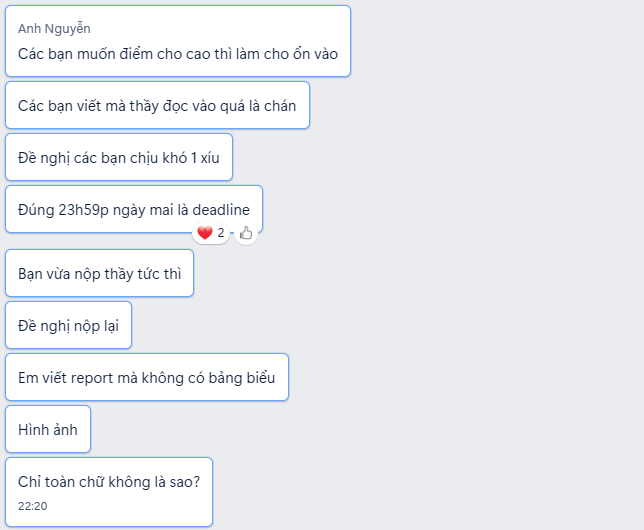 Anh Nguyễn
Các bạn muốn điểm cho cao thì làm cho ổn vào
Các bạn viết mà thầy đọc vào quá là chán
Đề nghị các bạn chịu khó 1 xíu
Đúng 23h59p ngày mai là deadline
2
Bạn vừa nộp thầy tức thì
Đề nghị nộp lại
Em viết report mà không có bảng biểu
Hình ảnh
Chỉ toàn chữ không là sao?
22:20